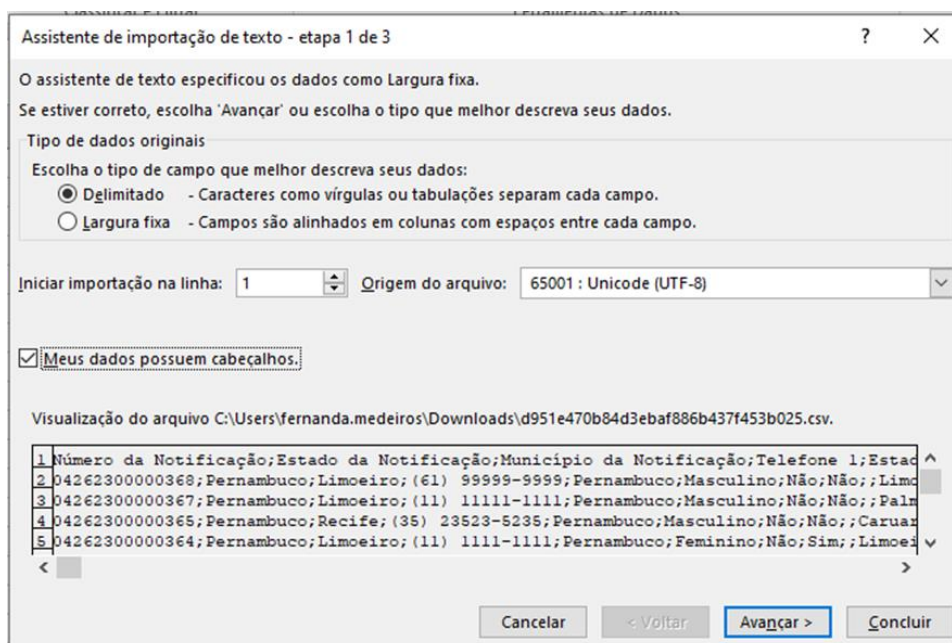 Classificar e Filtrar Ferramentas de Dados
Assistente de importação de texto - etapa 1 de 3 ? ×
O assistente de texto especificou os dados como Largura fixa.
Se estiver correto, escolha 'Avançar' ou escolha o tipo que melhor descreva seus dados.
Tipo de dados originais
Escolha o tipo de campo que melhor descreva seus dados:
Delimitado - Caracteres como vírgulas ou tabulações separam cada campo.
Largura fixa - Campos são alinhados em colunas com espaços entre cada campo.
Iniciar importação na linha: 1 Origem do arquivo: 65001 : Unicode (UTF-8)
Meus dados possuem cabeçalhos.
Visualização do arquivo C:\Users\fernanda.medeiros\Downloads\d951e470b84d3ebaf886b437f453b025.csv.
1 Número da Notificação;Estado da Notificação;Município da Notificação;Telefone 1;Estad
2 04262300000368;Pernambuco;Limoeiro;(61) 99999-9999;Pernambuco;Masculino;Não;Não;;Limo
3 04262300000367;Pernambuco;Limoeiro;(11) 11111-1111;Pernambuco;Masculino;Não;Não;;Palm
4 04262300000365;Pernambuco;Recife;(35) 23523-5235;Pernambuco;Masculino;Não;Não;;Caruar
5 04262300000364;Pernambuco;Limoeiro;(11) 1111-1111;Pernambuco;Feminino;Não;Sim;;Limoei
Cancelar < Voltar Avançar > Concluir